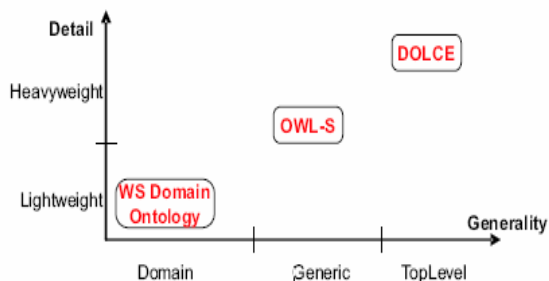 Detail
DOLCE
Heavyweight
OWL-S
Lightweight
WS Domain
Ontology
Generality
Domain
Generic
TopLevel